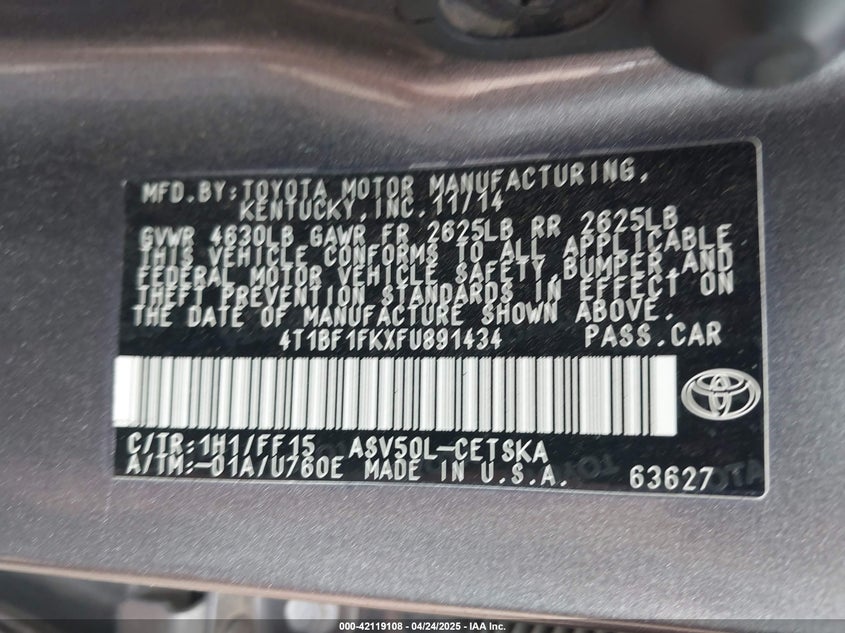 MFD.BY:TOYOTA MOTOR MANUFACTURING,
KENTUCKY,INC. 11/14
GVWR 4630LB GAWR FR 2625LB RR 2625LB
THIS VEHICLE CONFORMS TO ALL APPLICABLE
FEDERAL MOTOR VEHICLE SAFETY,BUMPER AND
THEFT PREVENTION STANDARDS IN EFFECT ON
THE DATE OF MANUFACTURE SHOWN ABOVE.
4T1BF1FKXFU891434 PASS.CAR
C/TR:1H1/FF15 ASV50L-CETSKA
A/TM:-01A/U760E MADE IN U.S.A. 63627
000-42119108 - 04/24/2025 - IAA Inc.